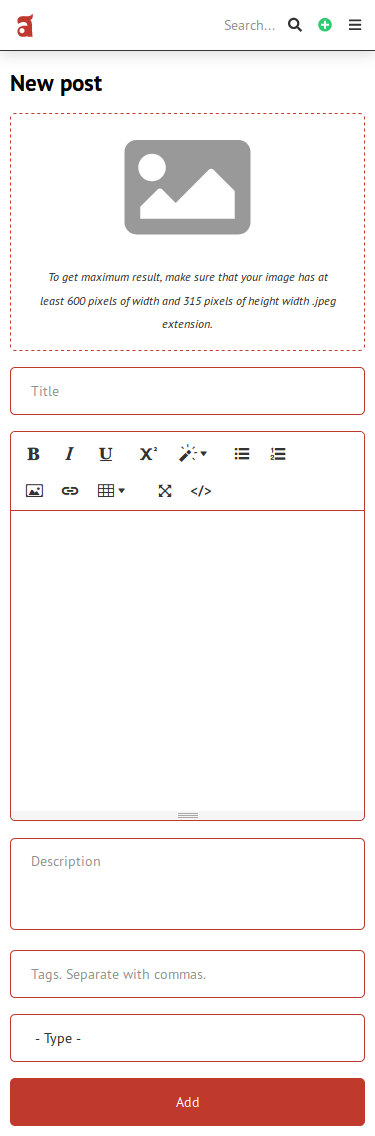 a
Search...
New post
To get maximum result, make sure that your image has at
least 600 pixels of width and 315 pixels of height width .jpeg
extension.
Title
B I U X²
</>
Description
Tags. Separate with commas.
- Type -
Add